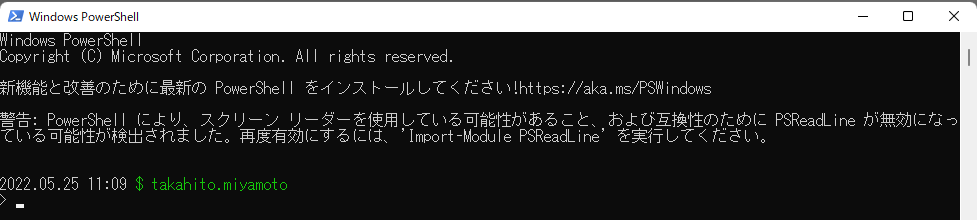 Windows PowerShell
Windows PowerShell
Copyright (C) Microsoft Corporation. All rights reserved.
新機能と改善のために最新の PowerShell をインストールしてください!https://aka.ms/PSWindows
警告: PowerShell により、スクリーン リーダーを使用している可能性があること、および互換性のために PSReadLine が無効になっ
ている可能性が検出されました。再度有効にするには、'Import-Module PSReadLine' を実行してください。
2022.05.25 11:09 $ takahito.miyamoto
>